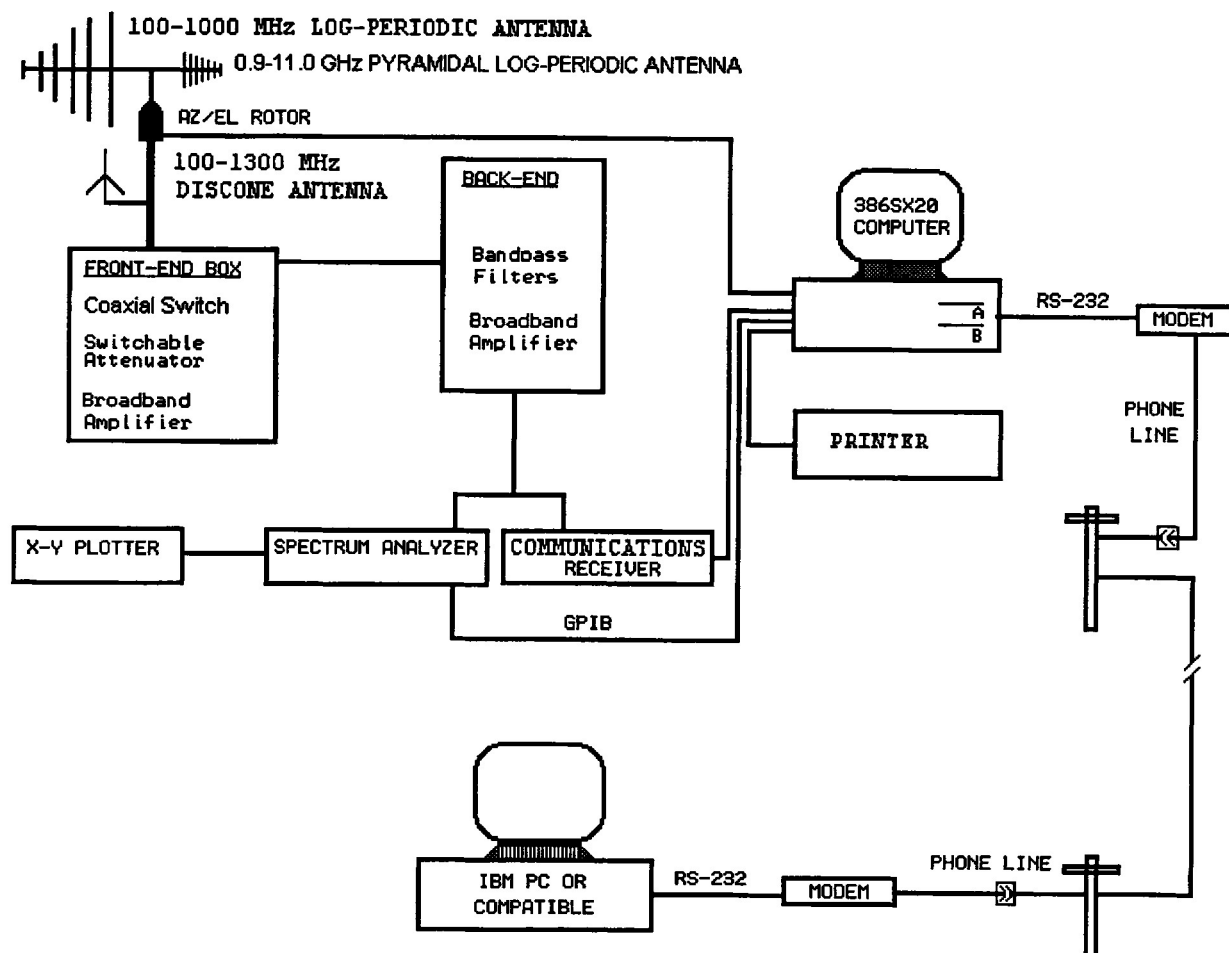 100-1000 MHz LOG-PERIODIC ANTENNA
0.9-11.0 GHz PYRAMIDAL LOG-PERIODIC ANTENNA
AZ/EL ROTOR
100-1300 MHz
DISCONE ANTENNA
FRONT-END BOX
Coaxial Switch
Switchable
Attenuator
Broadband
Amplifier
BACK-END
Bandpass
Filters
Broadband
Amplifier
386SX20
COMPUTER
A
B
RS-232
MODEM
PHONE
LINE
PRINTER
X-Y PLOTTER
SPECTRUM ANALYZER
COMMUNICATIONS
RECEIVER
GPIB
IBM PC OR
COMPATIBLE
RS-232
MODEM
PHONE LINE